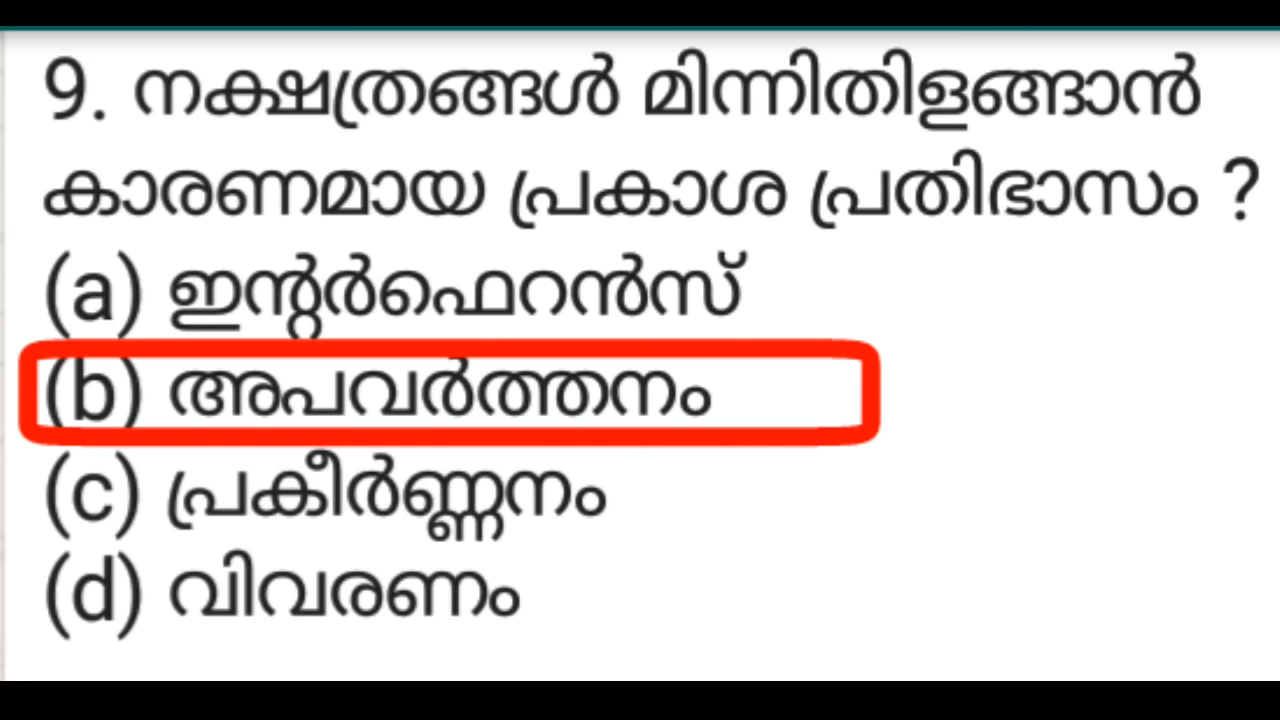 9. നക്ഷത്രങ്ങൾ മിന്നിതിളങ്ങാൻ
കാരണമായ പ്രകാശ പ്രതിഭാസം ?
(a) ഇന്റർഫെറൻസ്
(b) അപവർത്തനം
(c) പ്രകീർണ്ണനം
(d) വിവരണം